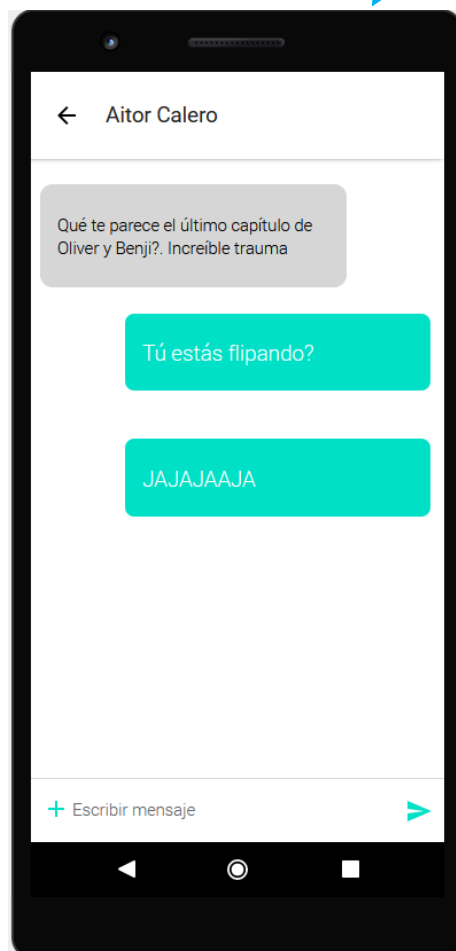 Aitor Calero
Qué te parece el último capítulo de
Oliver y Benji?. Increíble trauma
Tú estás flipando?
JAJAJAAJA
Escribir mensaje